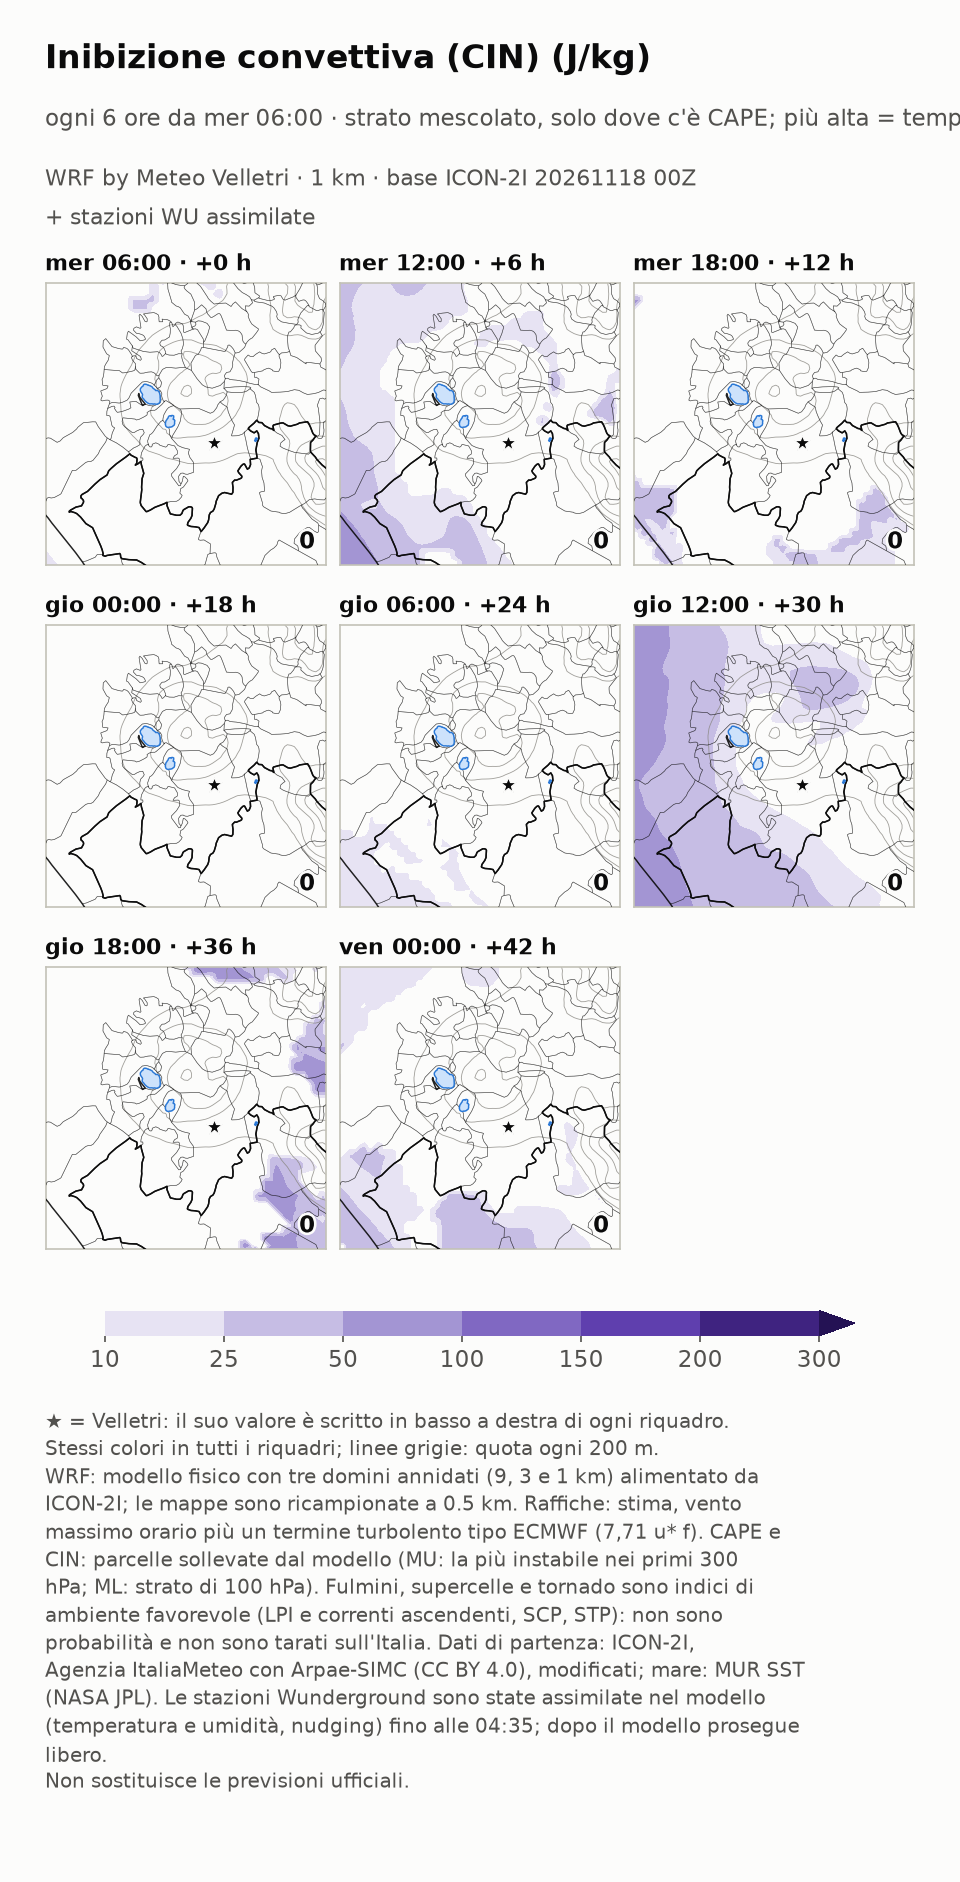 Inibizione convettiva (CIN) (J/kg)
ogni 6 ore da mer 06:00 · strato mescolato, solo dove c'è CAPE; più alta = temp
WRF by Meteo Velletri · 1 km · base ICON-2I 20261118 00Z
+ stazioni WU assimilate
mer 06:00 · +0 h
mer 12:00 · +6 h
mer 18:00 · +12 h
0
0
0
gio 00:00 · +18 h
gio 06:00 · +24 h
gio 12:00 · +30 h
0
0
0
gio 18:00 · +36 h
ven 00:00 · +42 h
0
0
10 25 50 100 150 200 300
★ = Velletri: il suo valore è scritto in basso a destra di ogni riquadro.
Stessi colori in tutti i riquadri; linee grigie: quota ogni 200 m.
WRF: modello fisico con tre domini annidati (9, 3 e 1 km) alimentato da
ICON-2I; le mappe sono ricampionate a 0.5 km. Raffiche: stima, vento
massimo orario più un termine turbolento tipo ECMWF (7,71 u* f). CAPE e
CIN: parcelle sollevate dal modello (MU: la più instabile nei primi 300
hPa; ML: strato di 100 hPa). Fulmini, supercelle e tornado sono indici di
ambiente favorevole (LPI e correnti ascendenti, SCP, STP): non sono
probabilità e non sono tarati sull'Italia. Dati di partenza: ICON-2I,
Agenzia ItaliaMeteo con Arpae-SIMC (CC BY 4.0), modificati; mare: MUR SST
(NASA JPL). Le stazioni Wunderground sono state assimilate nel modello
(temperatura e umidità, nudging) fino alle 04:35; dopo il modello prosegue
libero.
Non sostituisce le previsioni ufficiali.